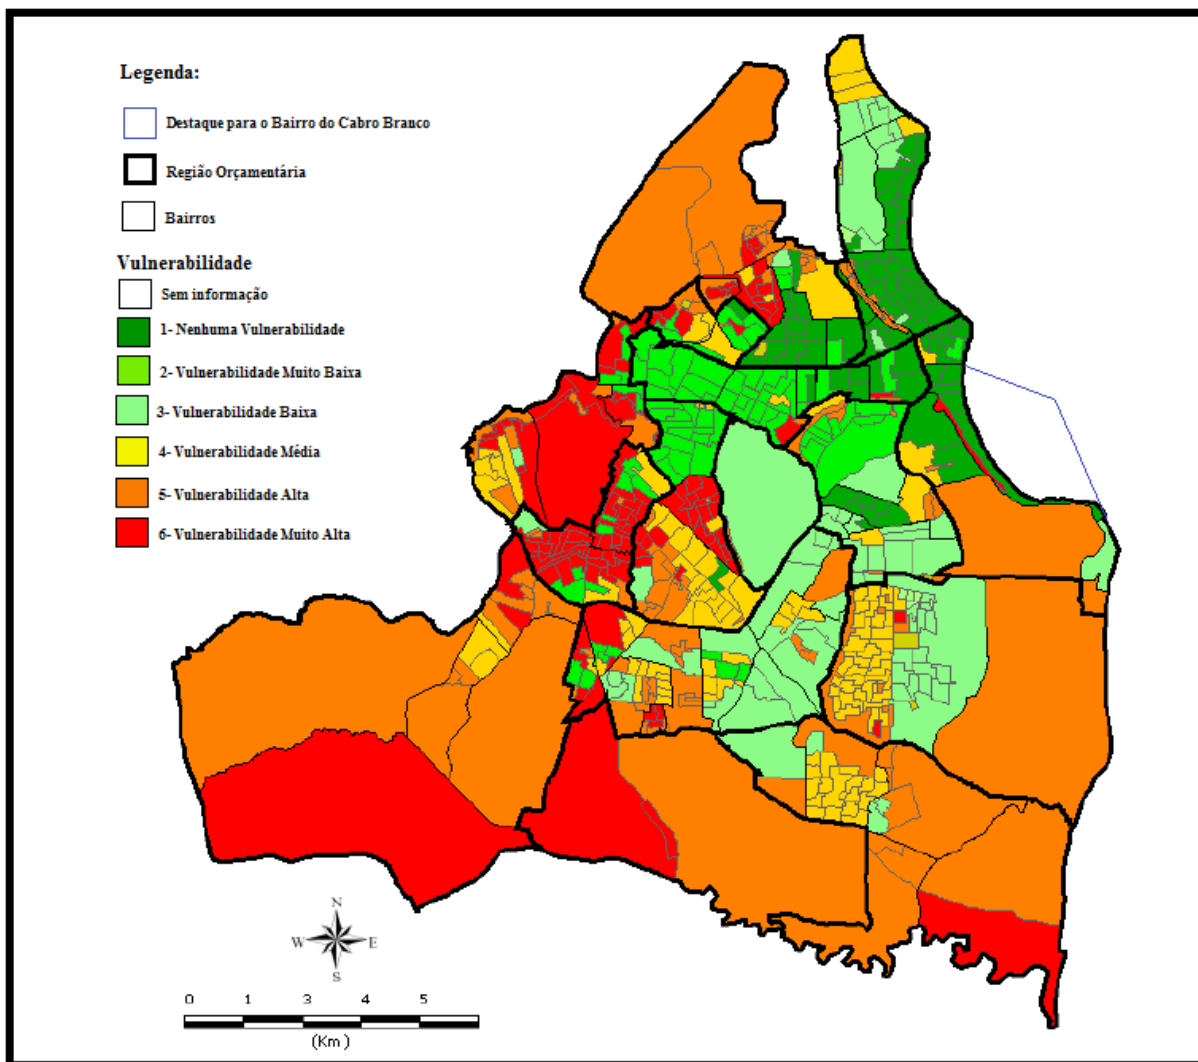 Legenda:
Destaque para o Bairro do Cabro Branco
Região Orçamentária
Bairros
Vulnerabilidade
Sem informação
1- Nenhuma Vulnerabilidade
2- Vulnerabilidade Muito Baixa
3- Vulnerabilidade Baixa
4- Vulnerabilidade Média
5- Vulnerabilidade Alta
6- Vulnerabilidade Muito Alta
N
W E
S
0 1 3 4 5
(Km)